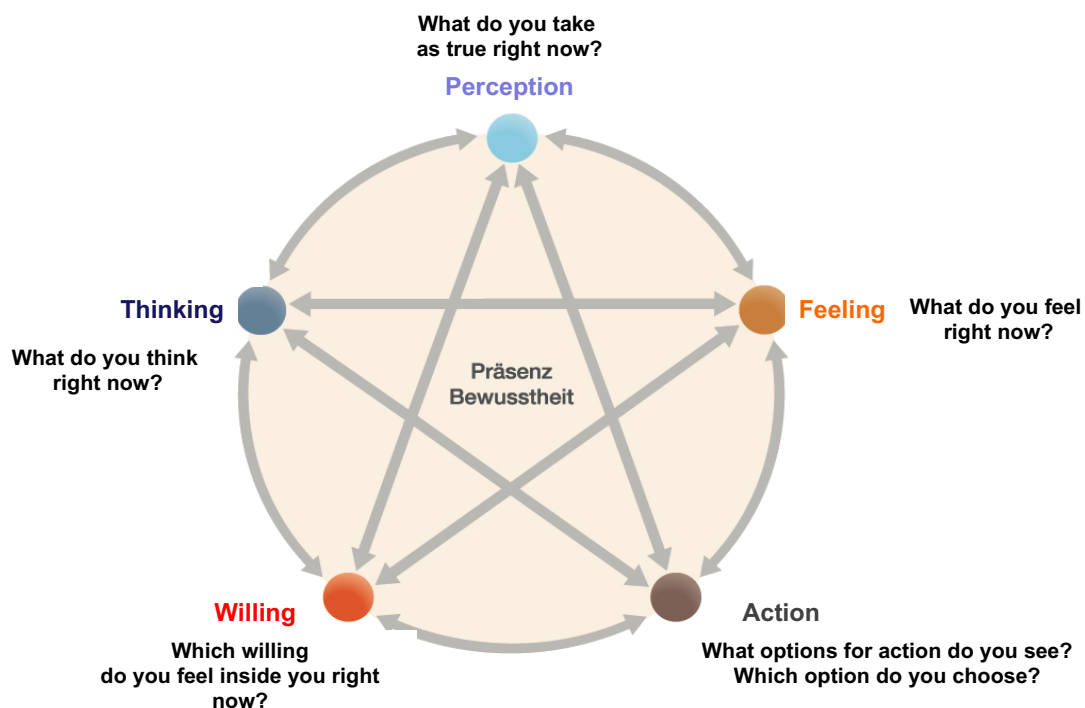 What do you take
as true right now?
Perception
Thinking
What do you think
right now?
Feeling
What do you feel
right now?
Präsenz
Bewusstheit
Willing
Which willing
do you feel inside you right
now?
Action
What options for action do you see?
Which option do you choose?